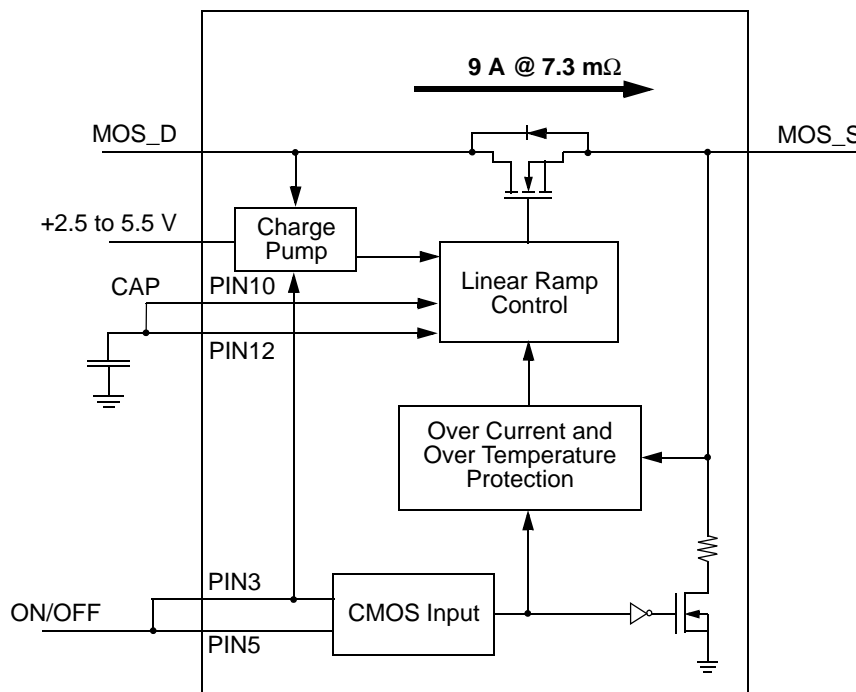 9 A @ 7.3 mΩ
MOS_D
MOS_S
+2.5 to 5.5 V
Charge
Pump
CAP
PIN10
Linear Ramp
Control
PIN12
Over Current and
Over Temperature
Protection
PIN3
ON/OFF
CMOS Input
PIN5